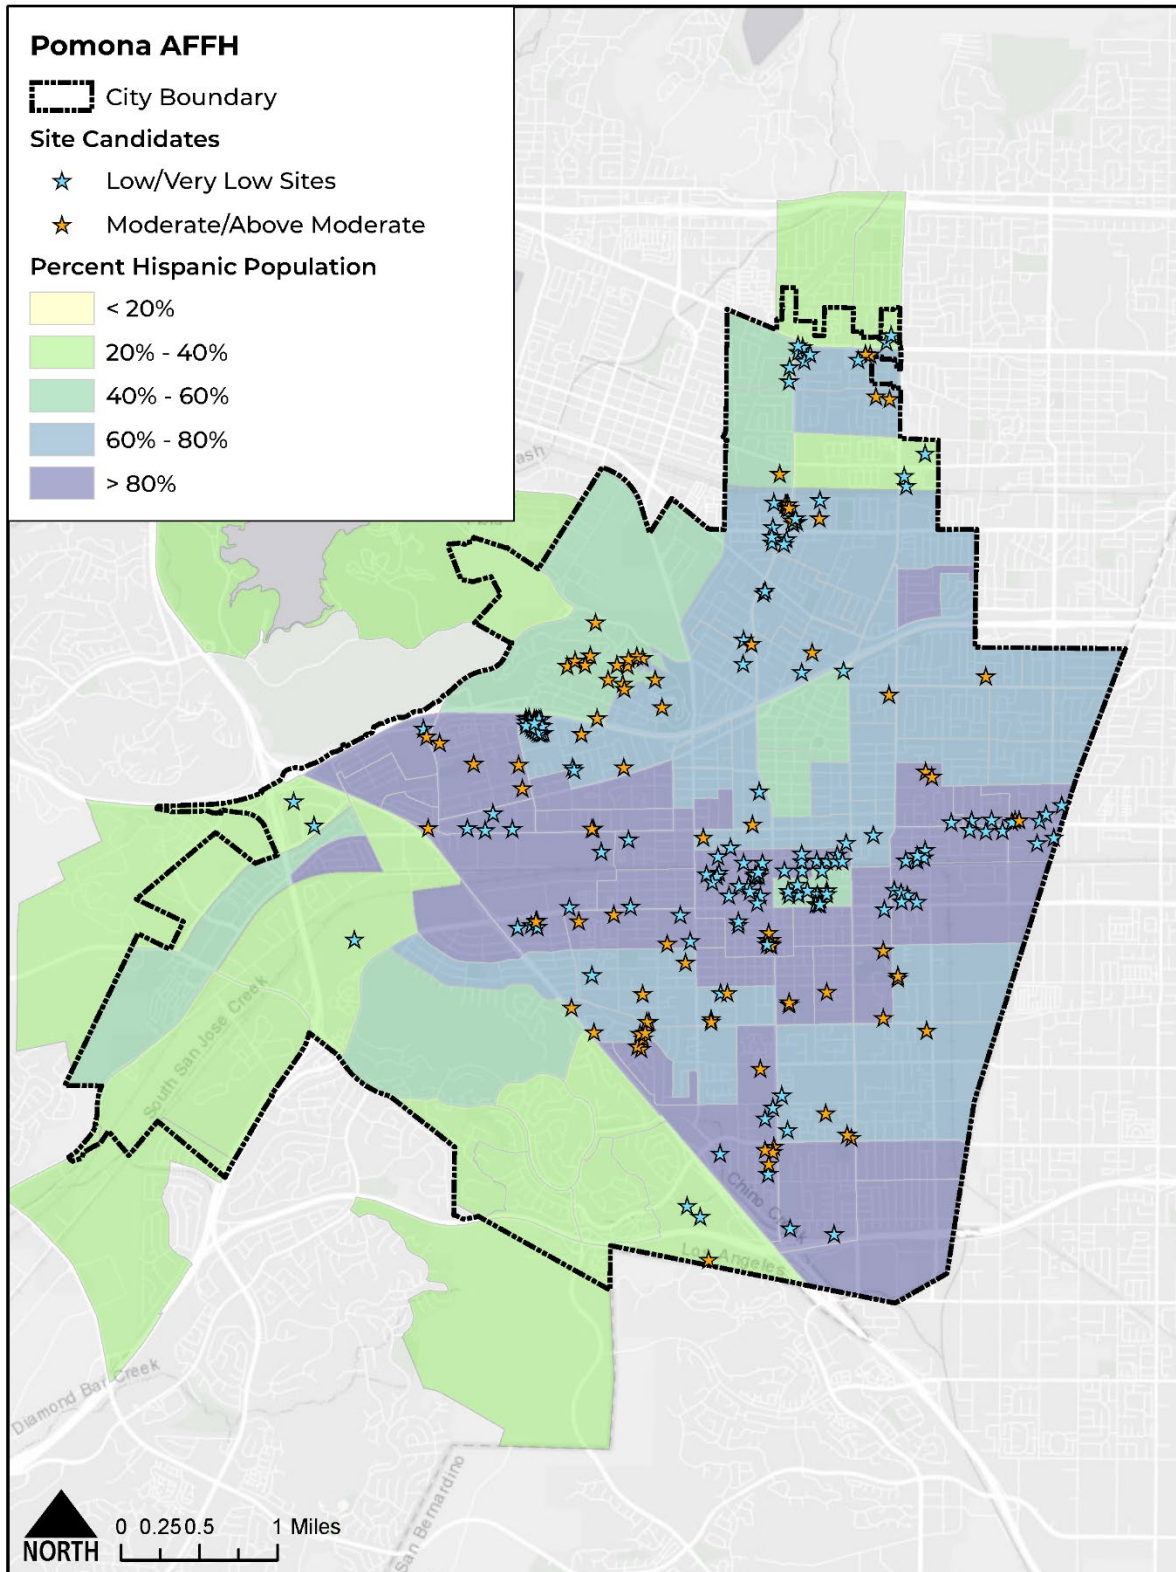 Pomona AFFH
City Boundary
Site Candidates
Low/Very Low Sites
Moderate/Above Moderate
Percent Hispanic Population
< 20%
20% - 40%
40% - 60%
60% - 80%
> 80%
ash
South San Jose Creek
Chino Creek
Los Angeles
Diamond Bar Creek
San Bernardino
NORTH
0 0.25 0.5 1 Miles